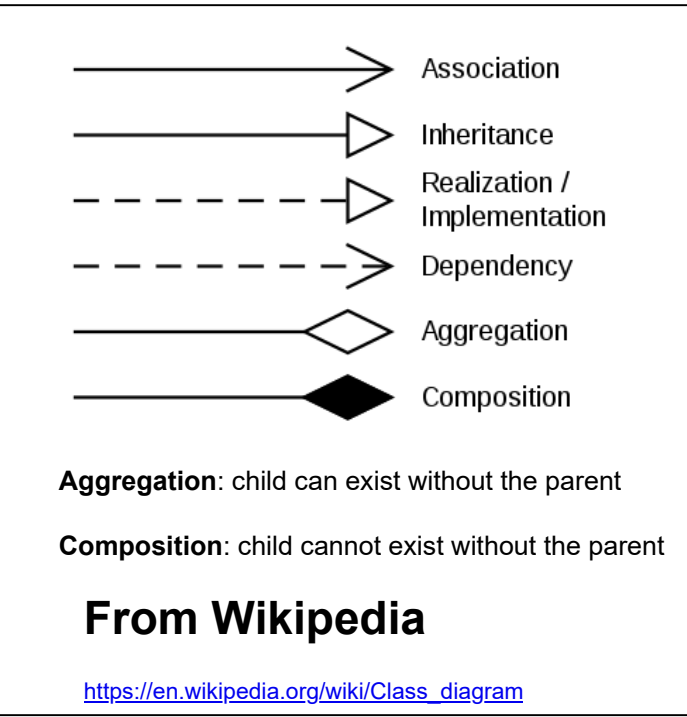 Association
Inheritance
Realization /
Implementation
Dependency
Aggregation
Composition
Aggregation: child can exist without the parent
Composition: child cannot exist without the parent
From Wikipedia
https://en.wikipedia.org/wiki/Class_diagram